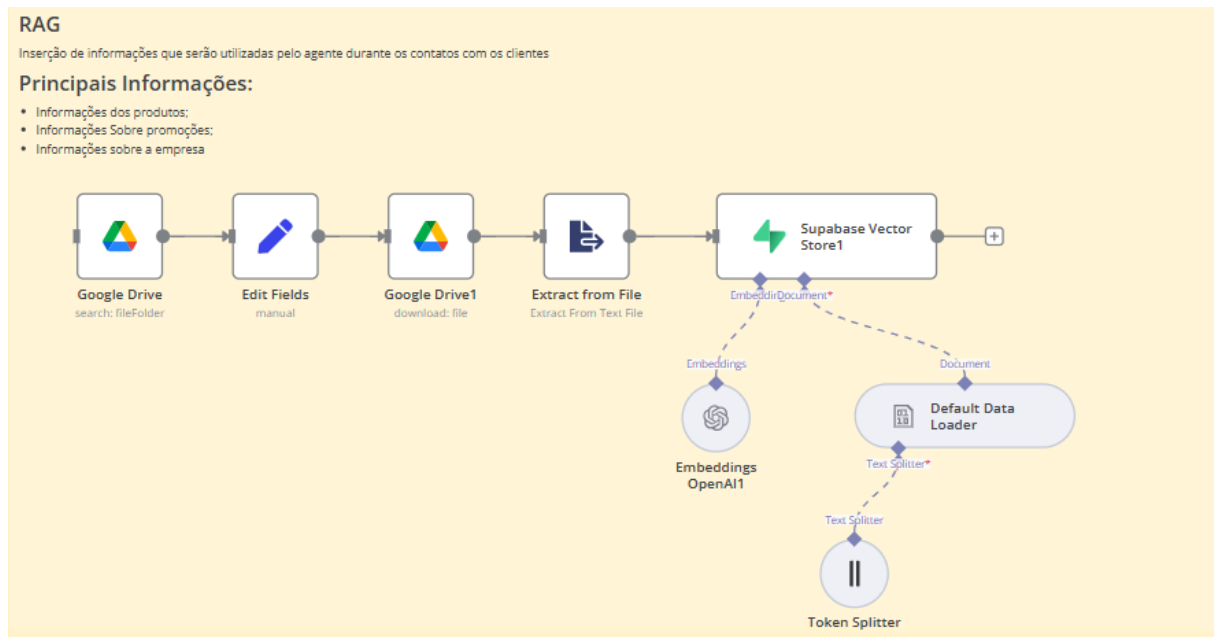 RAG
Inserção de informações que serão utilizadas pelo agente durante os contatos com os clientes
Principais Informações:
• Informações dos produtos;
• Informações Sobre promoções;
• Informações sobre a empresa
Supabase Vector
Store1
Google Drive
search: fileFolder
Edit Fields
manual
Google Drive1
download: file
Extract from File
Extract From Text File
Embeddin
Document*
Embeddings
Document
Default Data
Loader
Embeddings
OpenAI1
Text Splitter*
Text Splitter
Token Splitter